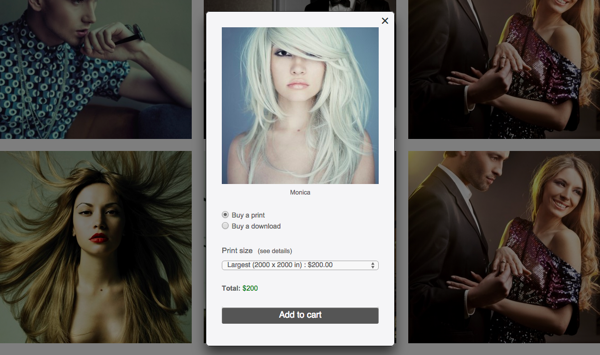 Monica
Buy a print
Buy a download
Print size (see details)
Largest (2000 x 2000 in) : $200.00
Total: $200
Add to cart